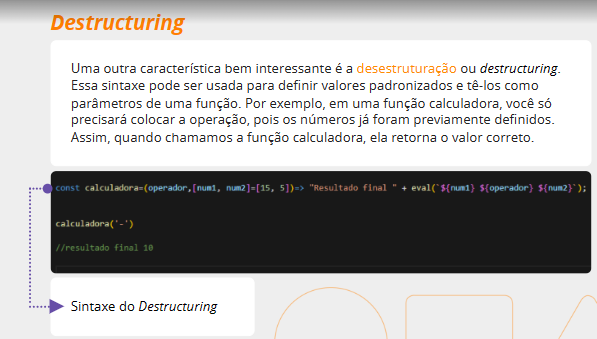 Destructuring
Uma outra característica bem interessante é a desestruturação ou destructuring.
Essa sintaxe pode ser usada para definir valores padronizados e tê-los como
parâmetros de uma função. Por exemplo, em uma função calculadora, você só
precisará colocar a operação, pois os números já foram previamente definidos.
Assim, quando chamamos a função calculadora, ela retorna o valor correto.
const calculadora=(operador,[num1, num2]=[15, 5])=> "Resultado final " + eval(`${num1} ${operador} ${num2}`);
calculadora('-')
//resultado final 10
Sintaxe do Destructuring